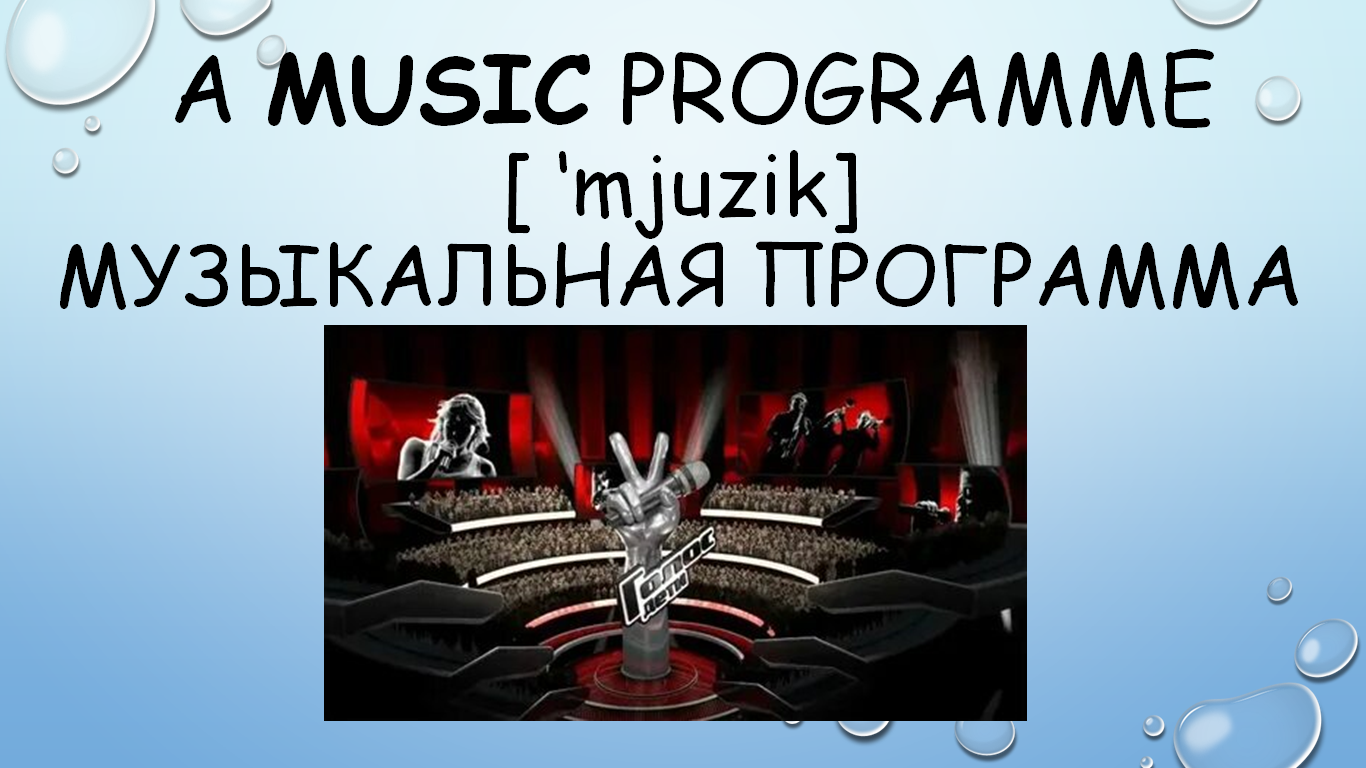 A MUSIC PROGRAMME
[ 'mjuzik]
МУЗЫКАЛЬНАЯ ПРОГРАММА
Голос
дети